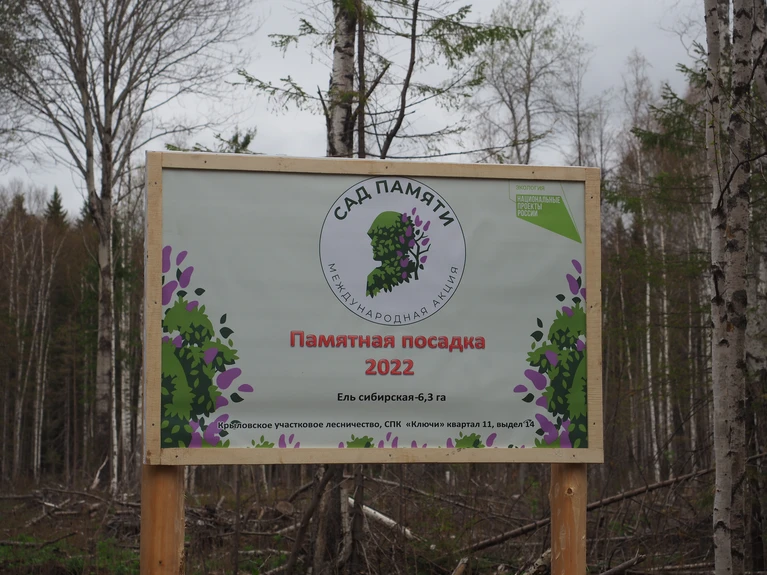 САД ПАМЯТИ
МЕЖДУНАРОДНАЯ АКЦИЯ
НАЦИОНАЛЬНЫЕ
ПРОЕКТЫ
РОССИИ
Памятная посадка
2022
Ель сибирская-6,3 га
Крыловское участковое лесничество, СПК «Ключи» квартал 11, выдел 14